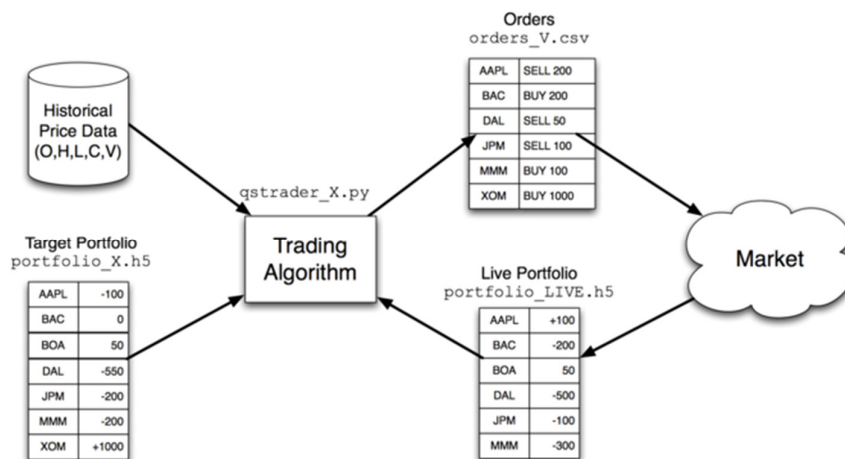 Orders
orders_V.csv
AAPL SELL 200
BAC BUY 200
DAL SELL 50
JPM SELL 100
MMM BUY 100
XOM BUY 1000
Historical
Price Data
(O,H,L,C,V)
qstrader_X.py
Trading
Algorithm
Market
Target Portfolio
portfolio_X.h5
AAPL -100
BAC 0
BOA 50
DAL -550
JPM -200
MMM -200
XOM +1000
Live Portfolio
portfolio_LIVE.h5
AAPL +100
BAC -200
BOA 50
DAL -500
JPM -100
MMM -300